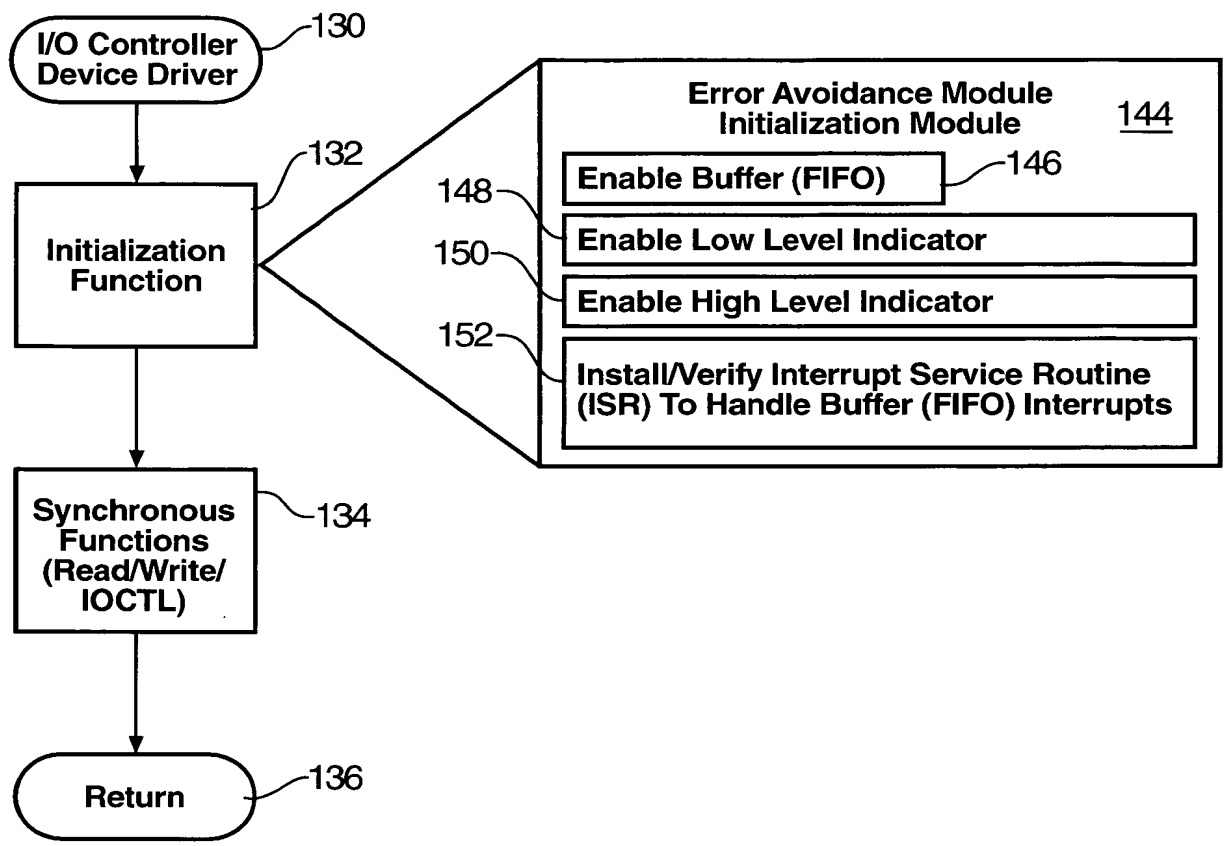 I/O Controller
Device Driver
130
Initialization
Function
132
Synchronous
Functions
(Read/Write/
IOCTL)
134
Return
136
Error Avoidance Module
Initialization Module
144
Enable Buffer (FIFO)
146
148
Enable Low Level Indicator
150
Enable High Level Indicator
152
Install/Verify Interrupt Service Routine
(ISR) To Handle Buffer (FIFO) Interrupts